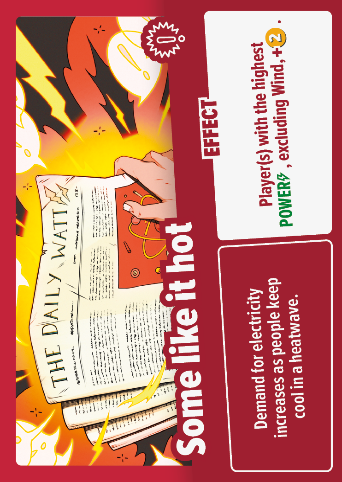 THE DAILY WATT
Some like it hot
Demand for electricity
increases as people keep
cool in a heatwave.
EFFECT
Player(s) with the highest
POWER, excluding Wind, +2.